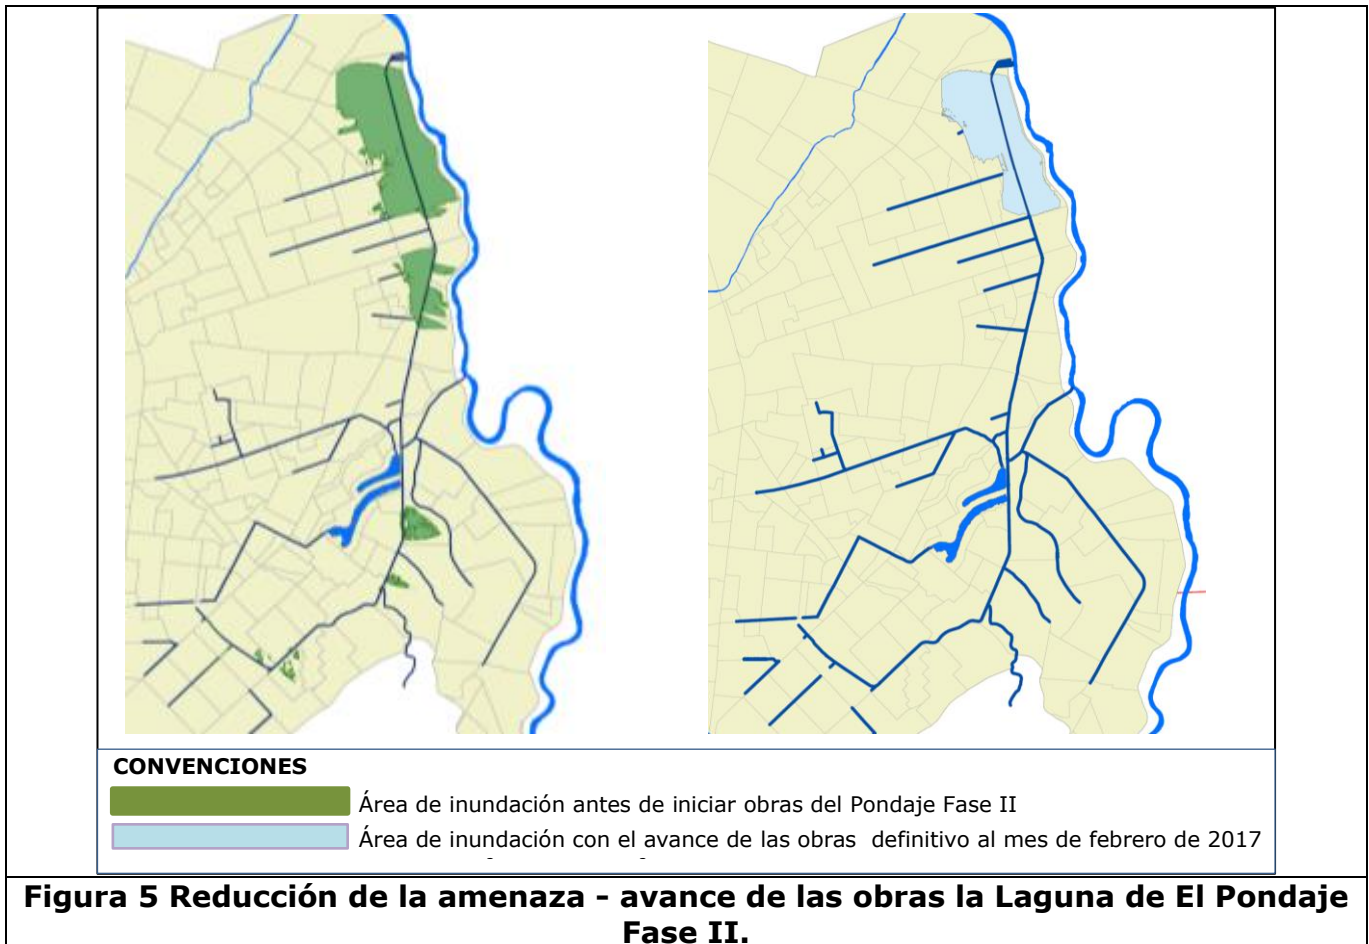 CONVENCIONES
Área de inundación antes de iniciar obras del Pondaje Fase II
Área de inundación con el avance de las obras definitivo al mes de febrero de 2017
Figura 5 Reducción de la amenaza - avance de las obras la Laguna de El Pondaje
Fase II.